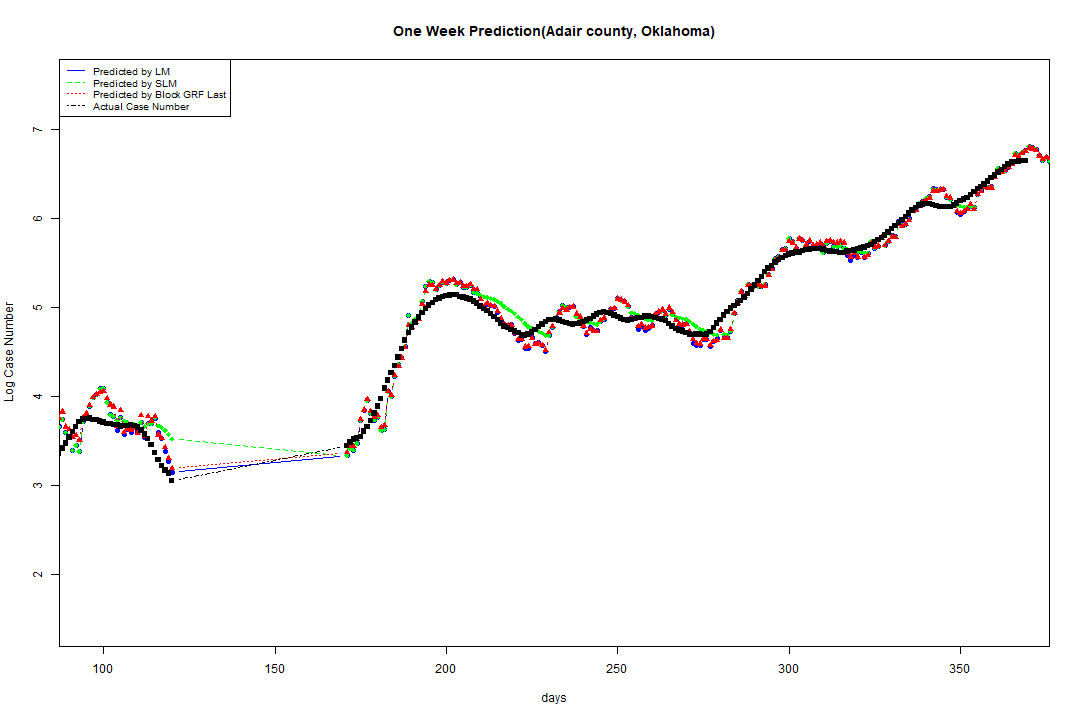 One Week Prediction(Adair county, Oklahoma)
Predicted by LM
Predicted by SLM
Predicted by Block GRF Last
Actual Case Number
7
6
5
4
3
2
Log Case Number
100 150 200 250 300 350
days